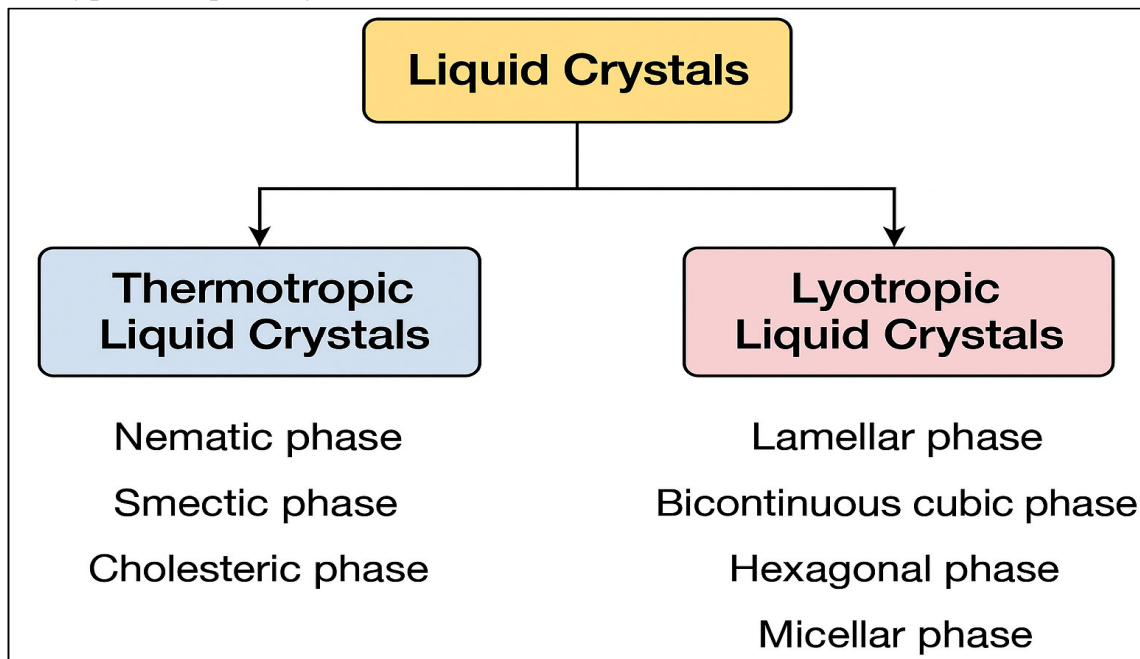 Liquid Crystals
Thermotropic
Liquid Crystals
Lyotropic
Liquid Crystals
Nematic phase
Smectic phase
Cholesteric phase
Lamellar phase
Bicontinuous cubic phase
Hexagonal phase
Micellar phase